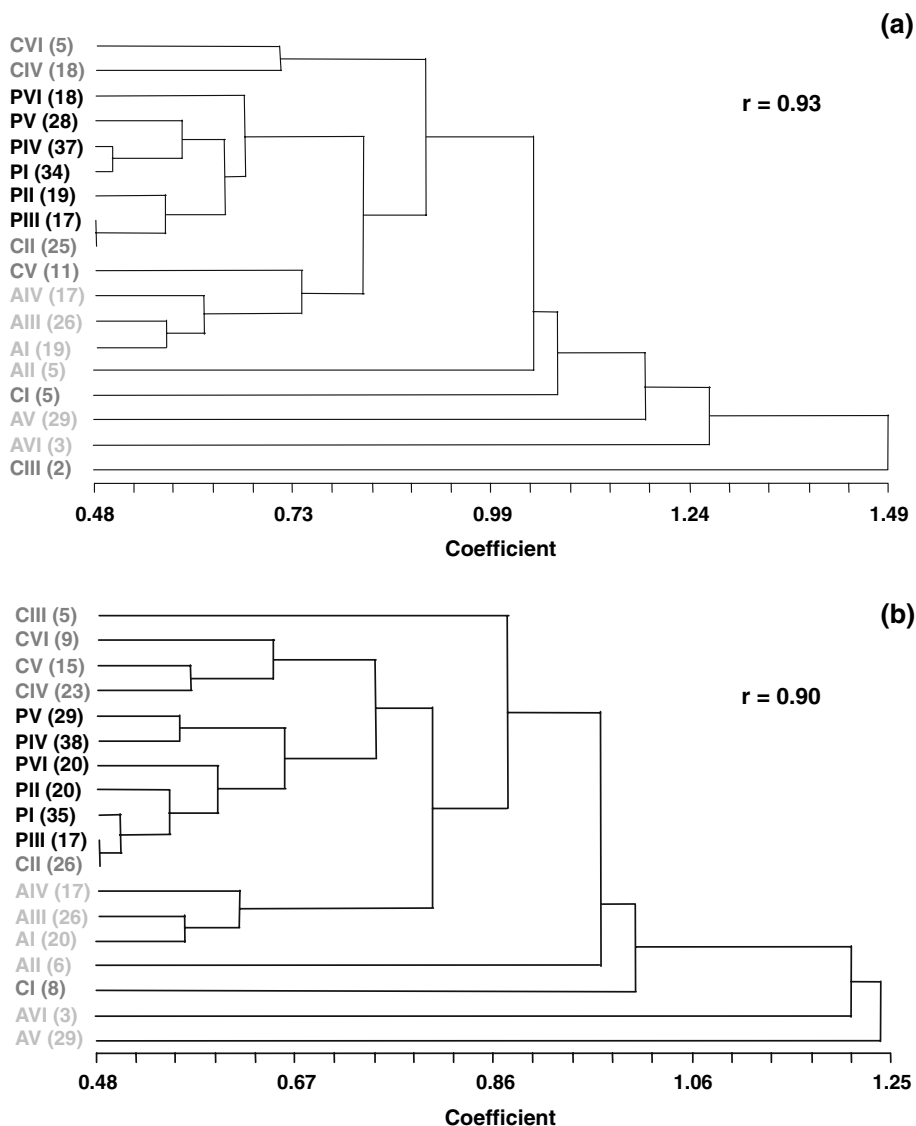 (a)
CVI (5)
CIV (18)
PVI (18)
r = 0.93
PV (28)
PIV (37)
PI (34)
PII (19)
PIII (17)
CII (25)
CV (11)
AIV (17)
AIII (26)
AI (19)
AII (5)
CI (5)
AV (29)
AVI (3)
CIII (2)
0.48 0.73 0.99 1.24 1.49
Coefficient
(b)
CIII (5)
CVI (9)
CV (15)
CIV (23)
r = 0.90
PV (29)
PIV (38)
PVI (20)
PII (20)
PI (35)
PIII (17)
CII (26)
AIV (17)
AIII (26)
AI (20)
AII (6)
CI (8)
AVI (3)
AV (29)
0.48 0.67 0.86 1.06 1.25
Coefficient